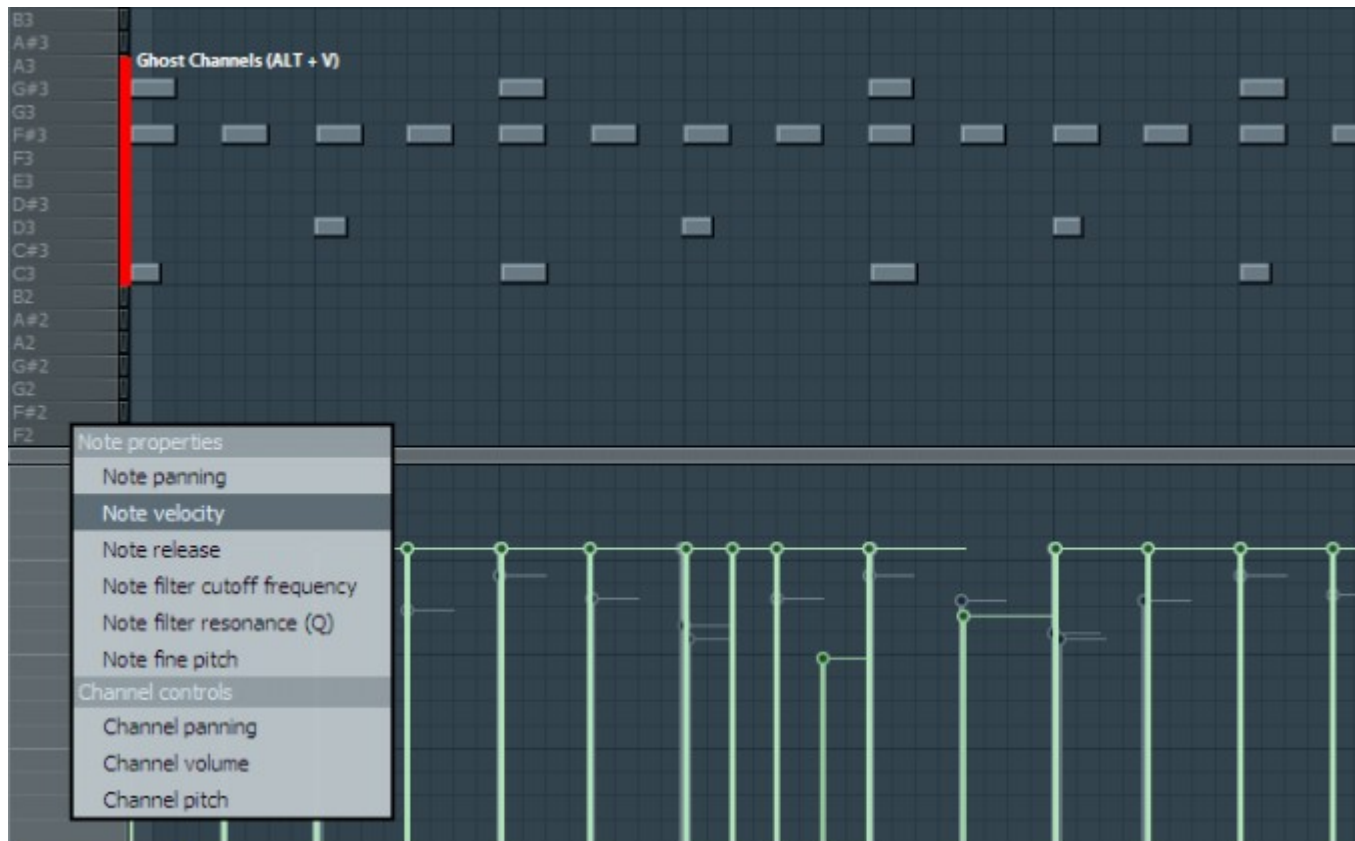 B3
A#3
Ghost Channels (ALT + V)
A3
G#3
G3
F#3
F3
E3
D#3
D3
C#3
C3
B2
A#2
A2
G#2
G2
F#2
F2
Note properties
Note panning
Note velocity
Note release
Note filter cutoff frequency
Note filter resonance (Q)
Note fine pitch
Channel controls
Channel panning
Channel volume
Channel pitch